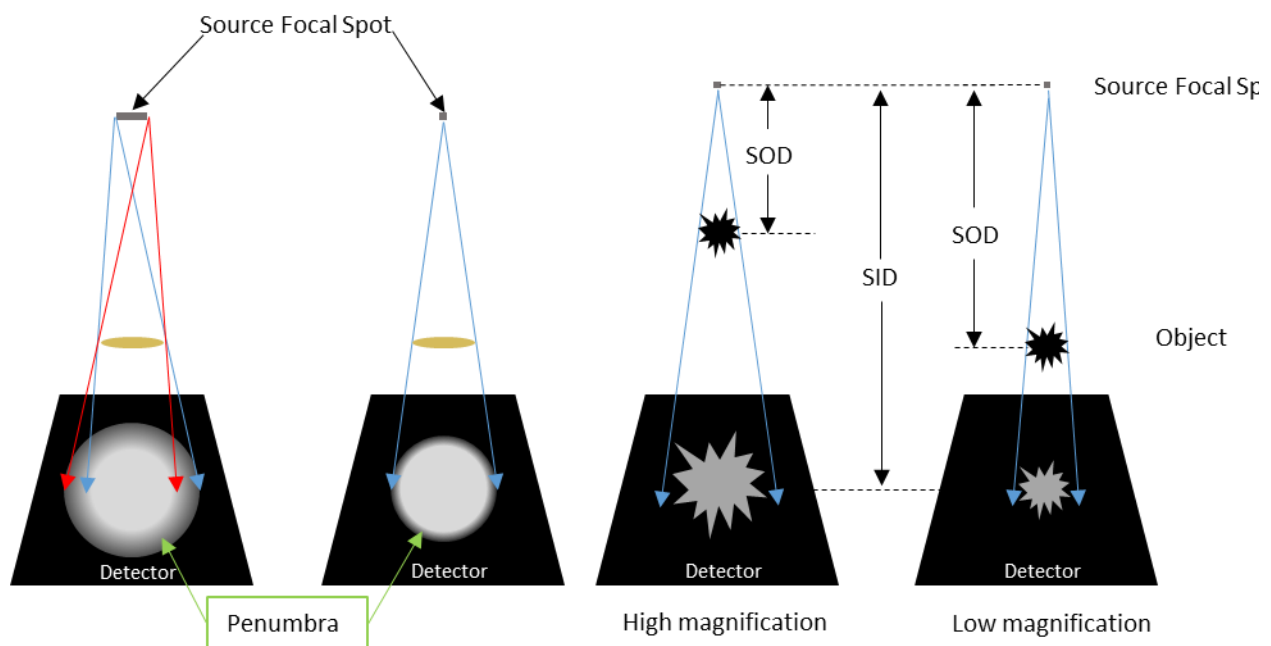 Source Focal Spot
Source Focal Sp
SOD
SOD
SID
Object
Detector
Detector
Detector
Detector
Penumbra
High magnification
Low magnification